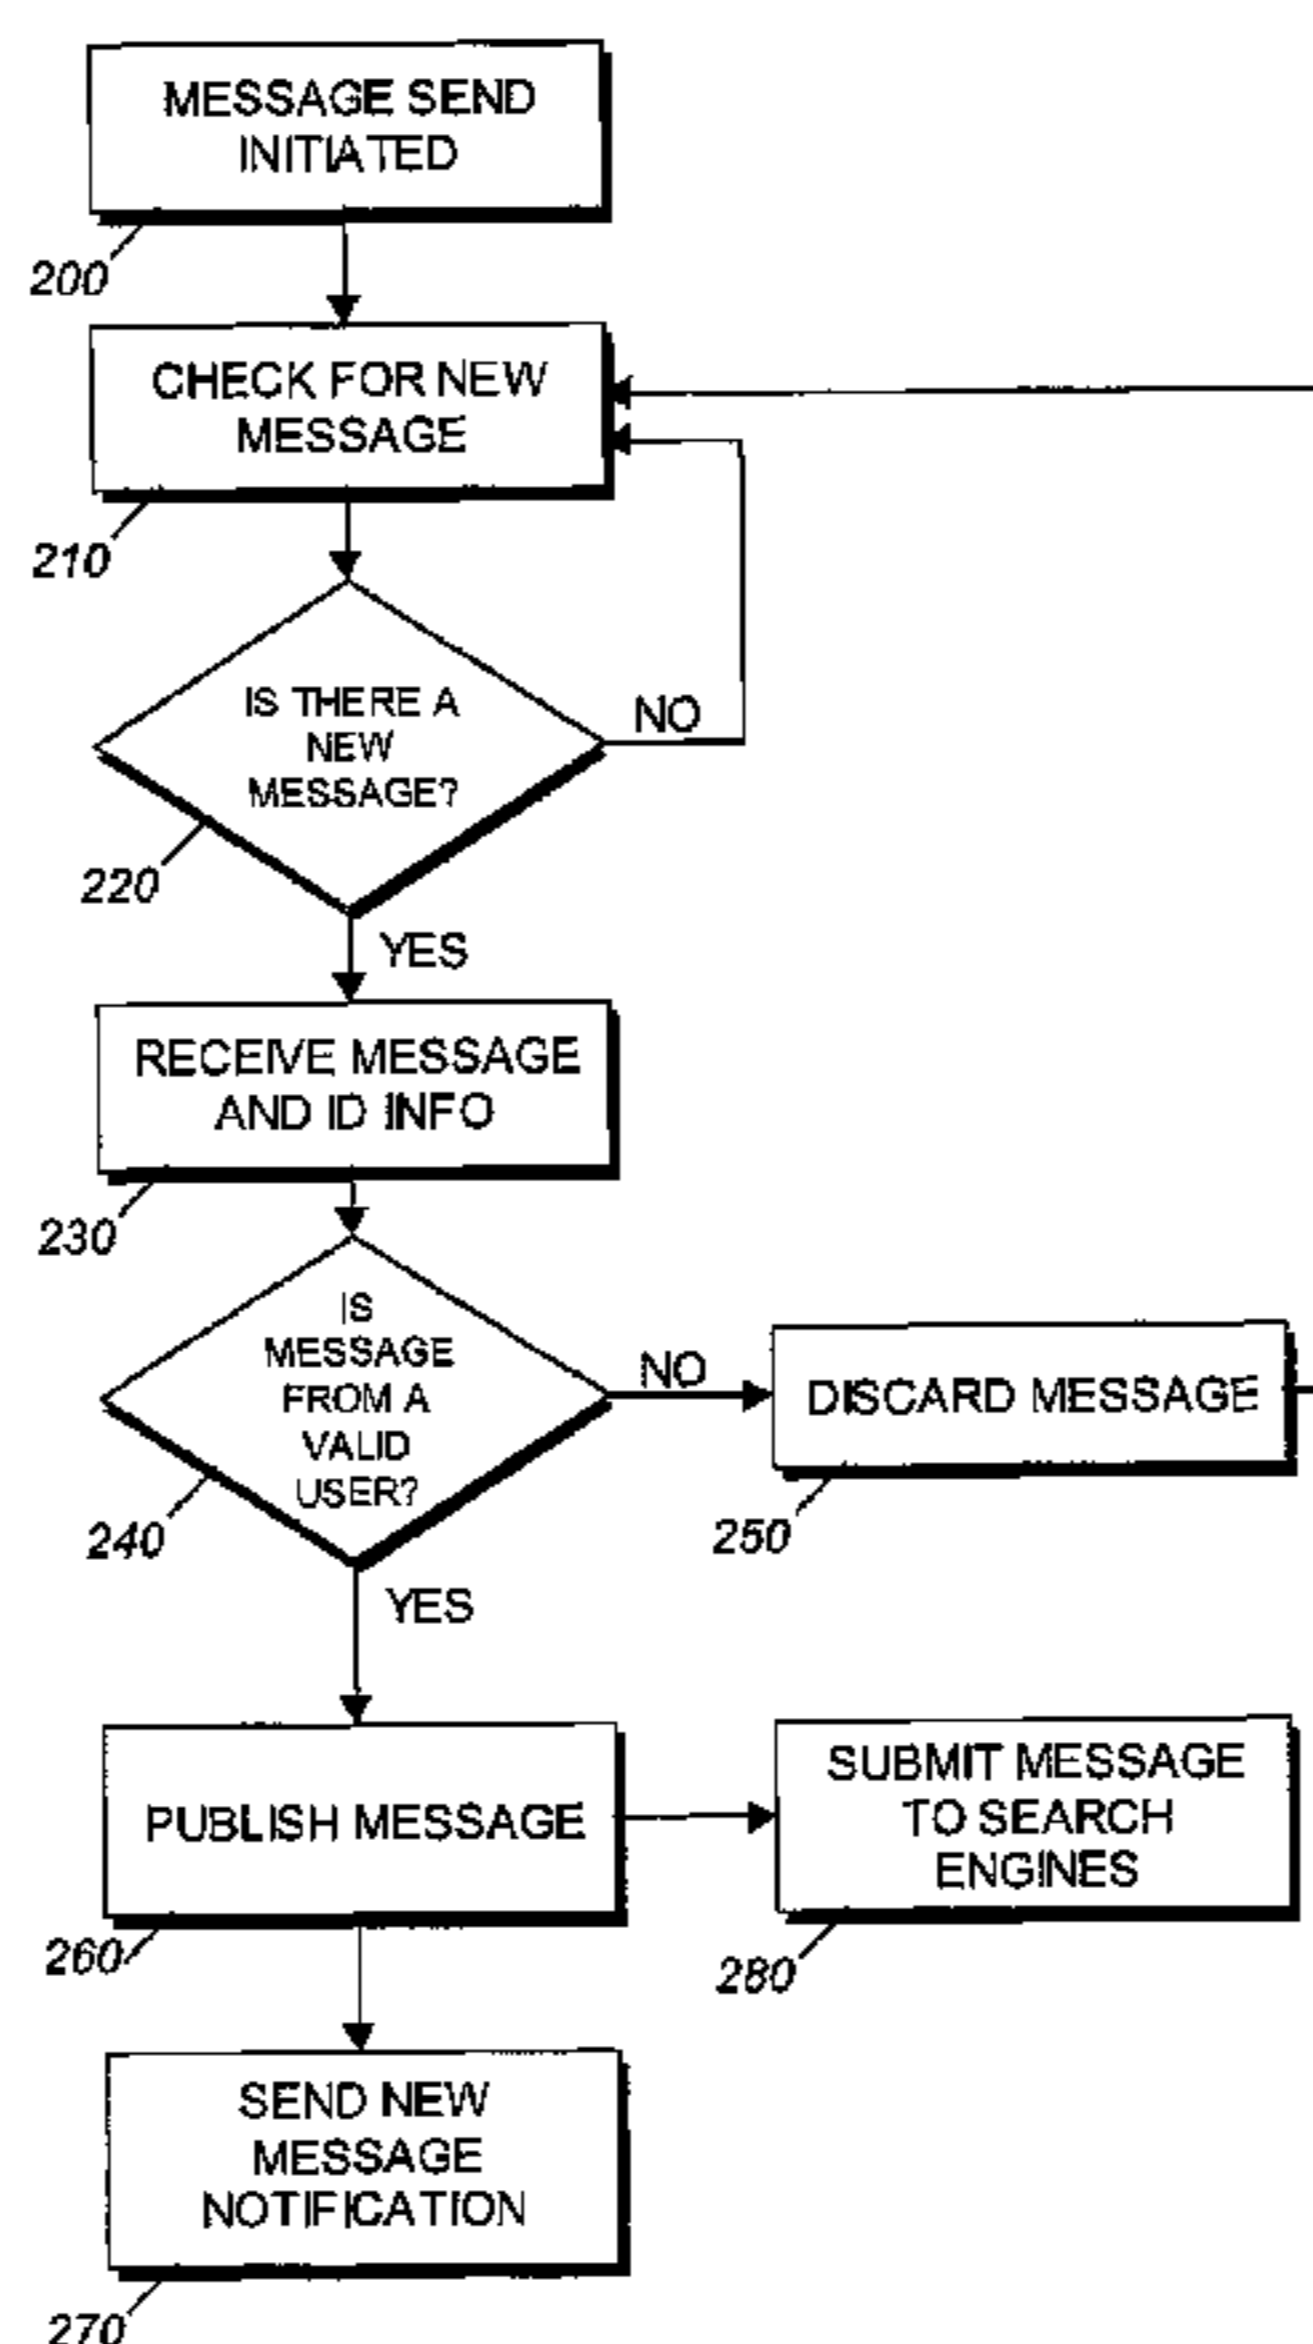 MESSAGE SEND
INITIATED
200
CHECK FOR NEW
MESSAGE
210
IS THERE A
NEW
MESSAGE?
NO
220
YES
RECEIVE MESSAGE
AND ID INFO
230
IS
MESSAGE
FROM A
VALID
USER?
NO
240
DISCARD MESSAGE
250
YES
PUBLISH MESSAGE
260
SUBMIT MESSAGE
TO SEARCH
ENGINES
280
SEND NEW
MESSAGE
NOTIFICATION
270